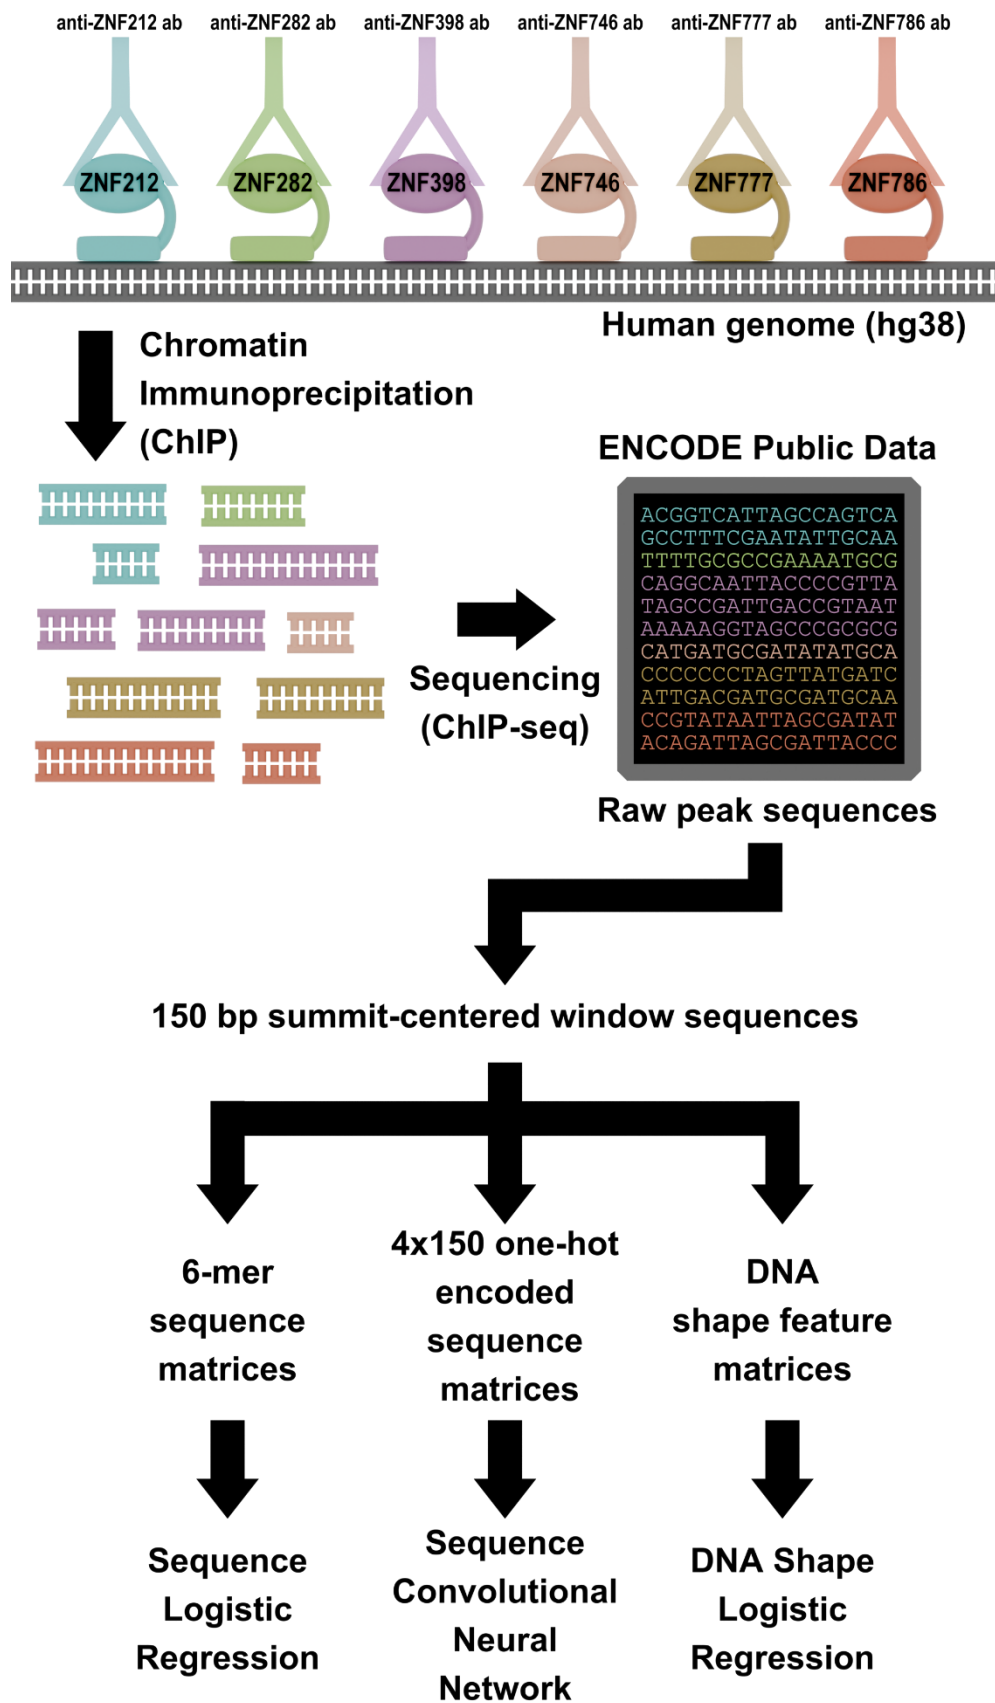 anti-ZNF212 ab anti-ZNF282 ab anti-ZNF398 ab anti-ZNF746 ab anti-ZNF777 ab anti-ZNF786 ab
ZNF212 ZNF282 ZNF398 ZNF746 ZNF777 ZNF786
Human genome (hg38)
Chromatin
Immunoprecipitation
(ChIP)
ENCODE Public Data
ACGGTCATTAGCCAGTCA
GCCTTTCGAATATTGCAA
TTTTGCGCCGAAAATGCG
CAGGCAATTACCCCGTTA
TAGCCGATTGACCGTAAT
AAAAAGGTAGCCCGCGCG
CATGATGCGATATATGCA
CCCCCCCTAGTTATGATC
ATTGACGATGCGATGCAA
CCGTATAATTAGCGATAT
ACAGATTAGCGATTACCC
Sequencing
(ChIP-seq)
Raw peak sequences
150 bp summit-centered window sequences
6-mer
sequence
matrices
4x150 one-hot
encoded
sequence
matrices
DNA
shape feature
matrices
Sequence
Logistic
Regression
Sequence
Convolutional
Neural
Network
DNA Shape
Logistic
Regression